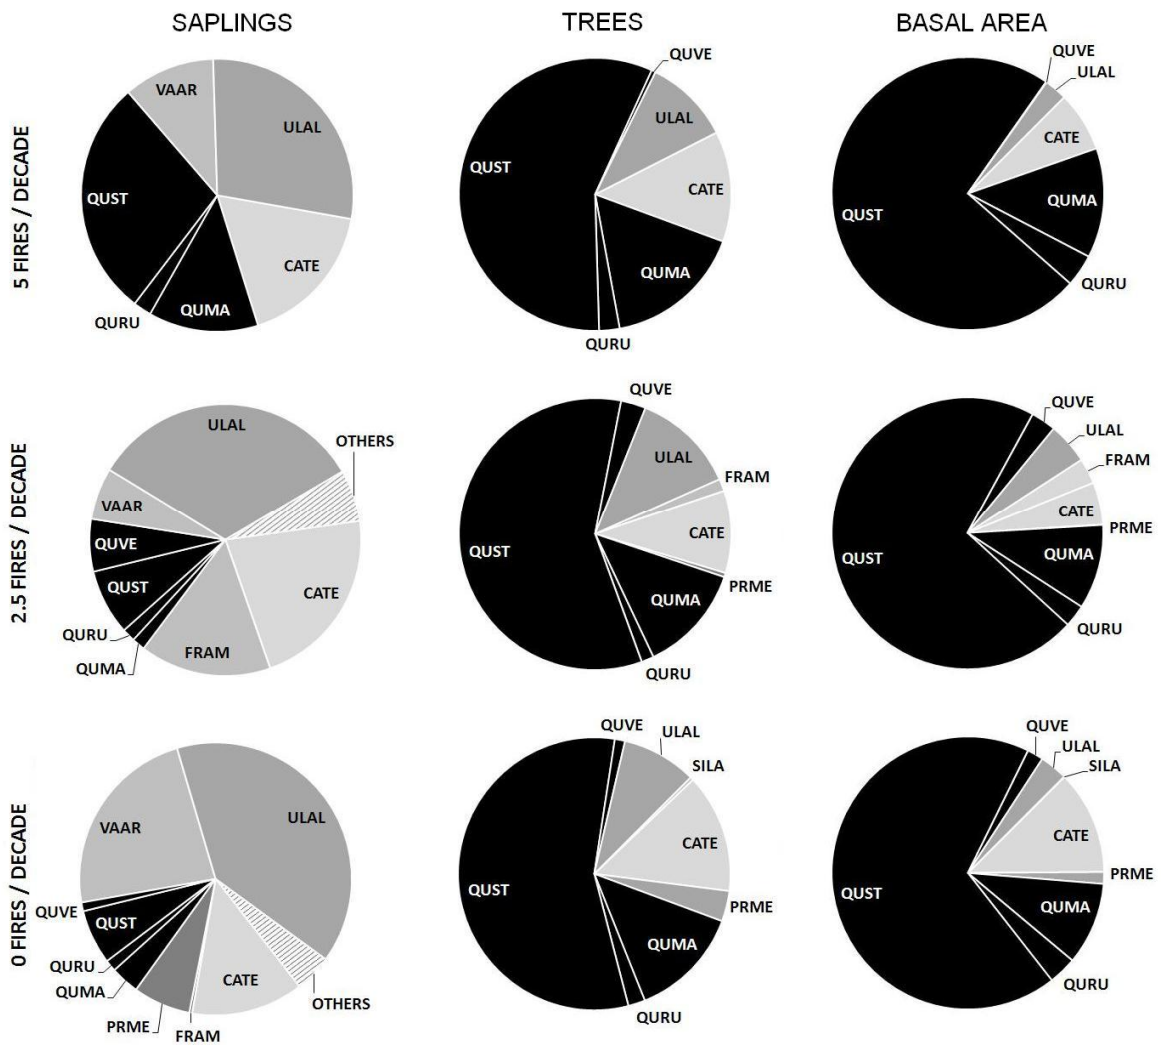 SAPLINGS
TREES
BASAL AREA
5 FIRES / DECADE
VAAR
ULAL
QUST
CATE
QUMA
QURU
QUVE
ULAL
QUST
CATE
QUMA
QURU
QUVE
ULAL
CATE
QUST
QUMA
QURU
2.5 FIRES / DECADE
ULAL
OTHERS
VAAR
QUVE
QUST
CATE
QURU
FRAM
QUMA
QUVE
ULAL
FRAM
CATE
QUST
PRME
QUMA
QURU
QUVE
ULAL
FRAM
CATE
PRME
QUST
QUMA
QURU
0 FIRES / DECADE
ULAL
VAAR
QUVE
QUST
QURU
CATE
QUMA
OTHERS
PRME
FRAM
QUVE
ULAL
SILA
CATE
QUST
PRME
QUMA
QURU
QUVE
ULAL
SILA
CATE
PRME
QUST
QUMA
QURU